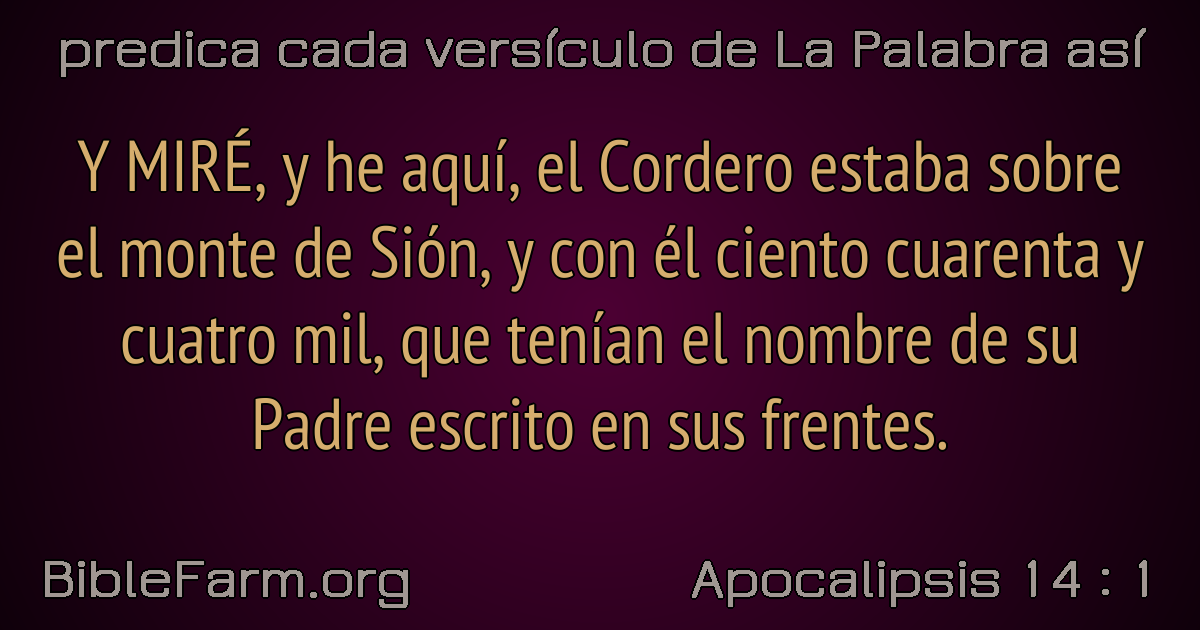 predica cada versículo de La Palabra así
Y MIRÉ, y he aquí, el Cordero estaba sobre
el monte de Sión, y con él ciento cuarenta y
cuatro mil, que tenían el nombre de su
Padre escrito en sus frentes.
BibleFarm.org
Apocalipsis 14 : 1